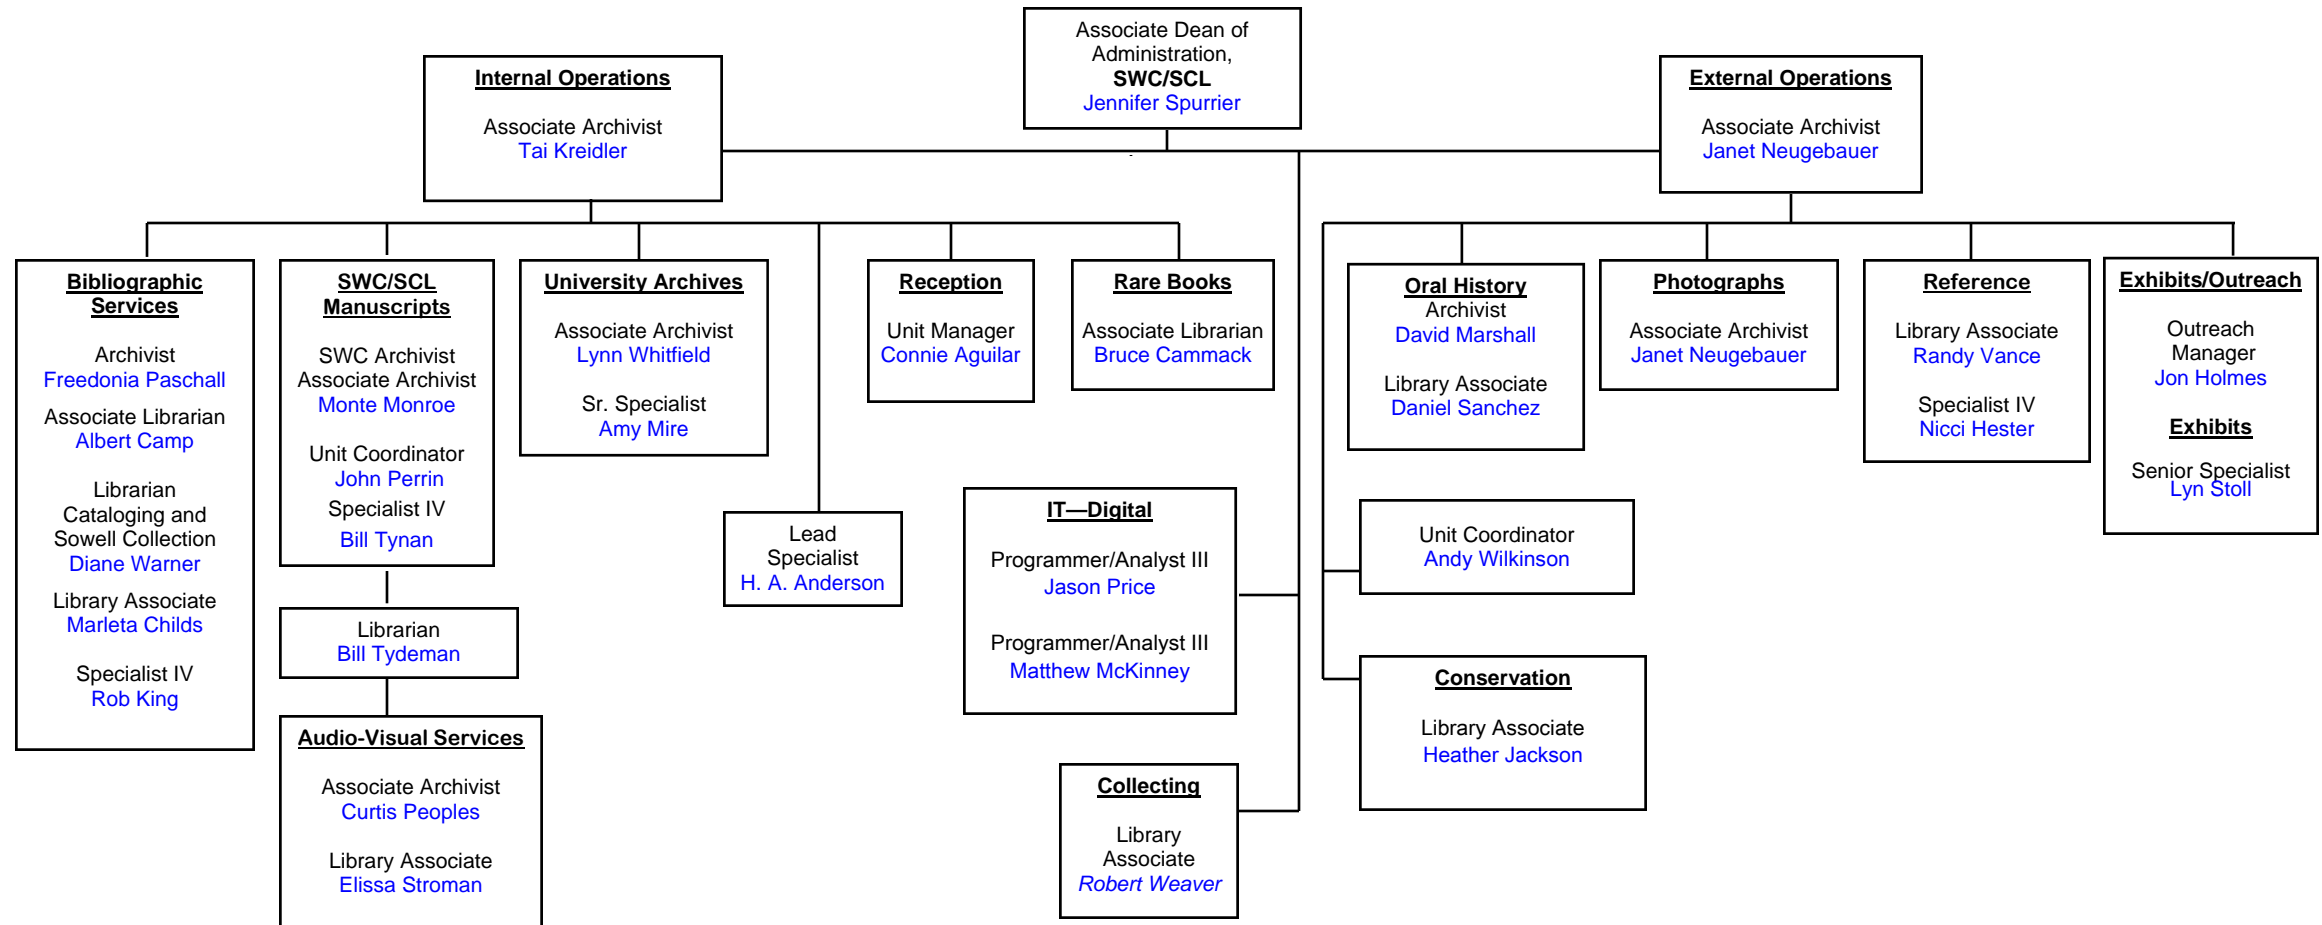 Associate Dean of
Administration,
SWC/SCL
Jennifer Spurrier
Internal Operations
Associate Archivist
Tai Kreidler
External Operations
Associate Archivist
Janet Neugebauer
Bibliographic
Services
Archivist
Freedonia Paschall
Associate Librarian
Albert Camp
Librarian
Cataloging and
Sowell Collection
Diane Warner
Library Associate
Marleta Childs
Specialist IV
Rob King
SWC/SCL
Manuscripts
SWC Archivist
Associate Archivist
Monte Monroe
Unit Coordinator
John Perrin
Specialist IV
Bill Tynan
Librarian
Bill Tydeman
Audio-Visual Services
Associate Archivist
Curtis Peoples
Library Associate
Elissa Stroman
University Archives
Associate Archivist
Lynn Whitfield
Sr. Specialist
Amy Mire
Lead
Specialist
H. A. Anderson
Reception
Unit Manager
Connie Aguilar
Rare Books
Associate Librarian
Bruce Cammack
IT—Digital
Programmer/Analyst III
Jason Price
Programmer/Analyst III
Matthew McKinney
Collecting
Library
Associate
Robert Weaver
Oral History
Archivist
David Marshall
Library Associate
Daniel Sanchez
Unit Coordinator
Andy Wilkinson
Conservation
Library Associate
Heather Jackson
Photographs
Associate Archivist
Janet Neugebauer
Reference
Library Associate
Randy Vance
Specialist IV
Nicci Hester
Exhibits/Outreach
Outreach
Manager
Jon Holmes
Exhibits
Senior Specialist
Lyn Stoll